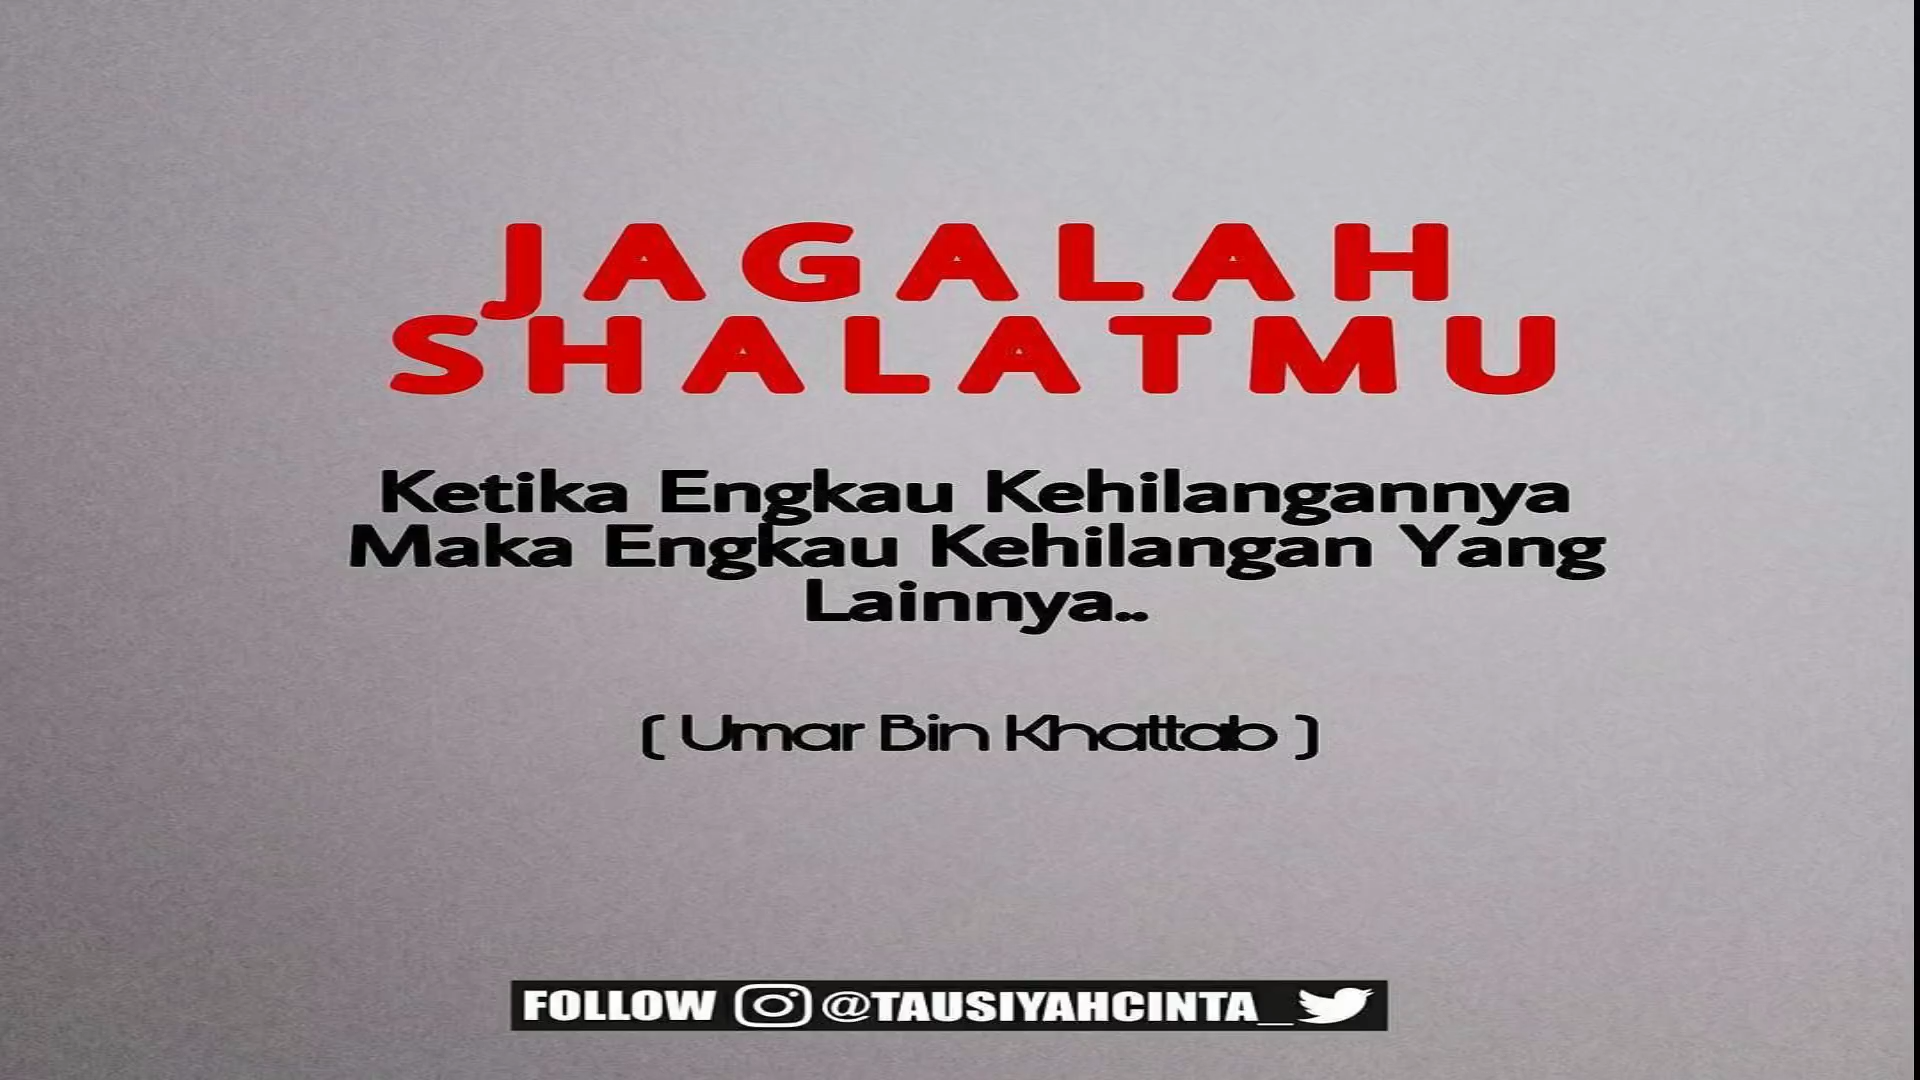 JAGALAH
SHALATMU
Ketika Engkau Kehilangannya
Maka Engkau Kehilangan Yang
Lainnya..
( Umar Bin Khattab )
FOLLOW @TAUSIYAHCINTA_